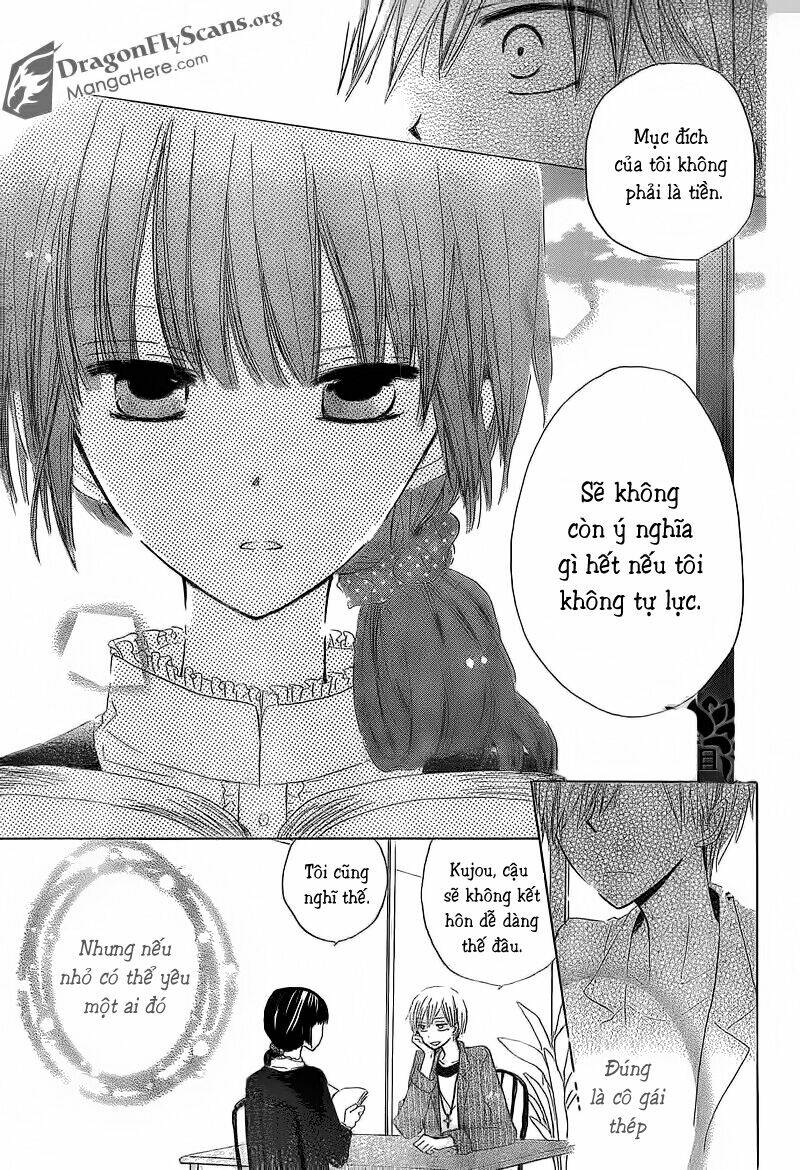 DragonFlyScans.org
MangaHere.com
Mục đích
của tôi không
phải là tiền.
Sẽ không
còn ý nghĩa
gì hết nếu tôi
không tự lực.
Đúng
là cô gái
thép
Kujou, cậu
sẽ không kết
hôn dễ dàng
thế đâu.
Tôi cũng
nghĩ thế.
Nhưng nếu
nhỏ có thể yêu
một ai đó